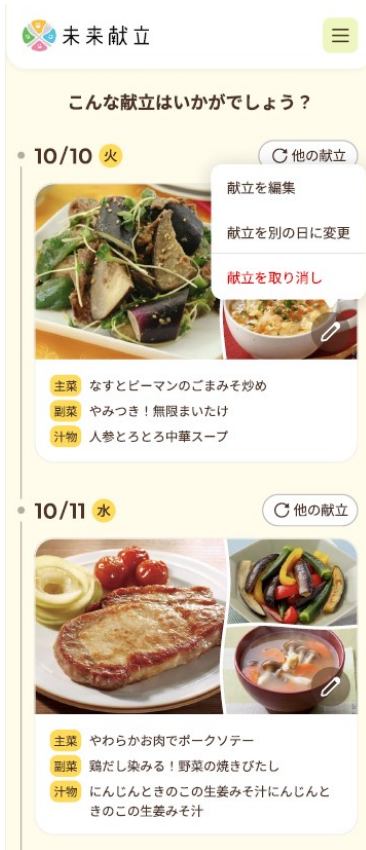 未来献立
こんな献立はいかがでしょう？
10/10 火
他の献立
献立を編集
献立を別の日に変更
献立を取り消し
主菜 なすとピーマンのごまみそ炒め
副菜 やみつき！無限まいたけ
汁物 人参とろとろ中華スープ
10/11 水
他の献立
主菜 やわらかお肉でポークソテー
副菜 鶏だし染みる！野菜の焼きびたし
汁物 にんじんときのこの生姜みそ汁にんじんと
きのこの生姜みそ汁